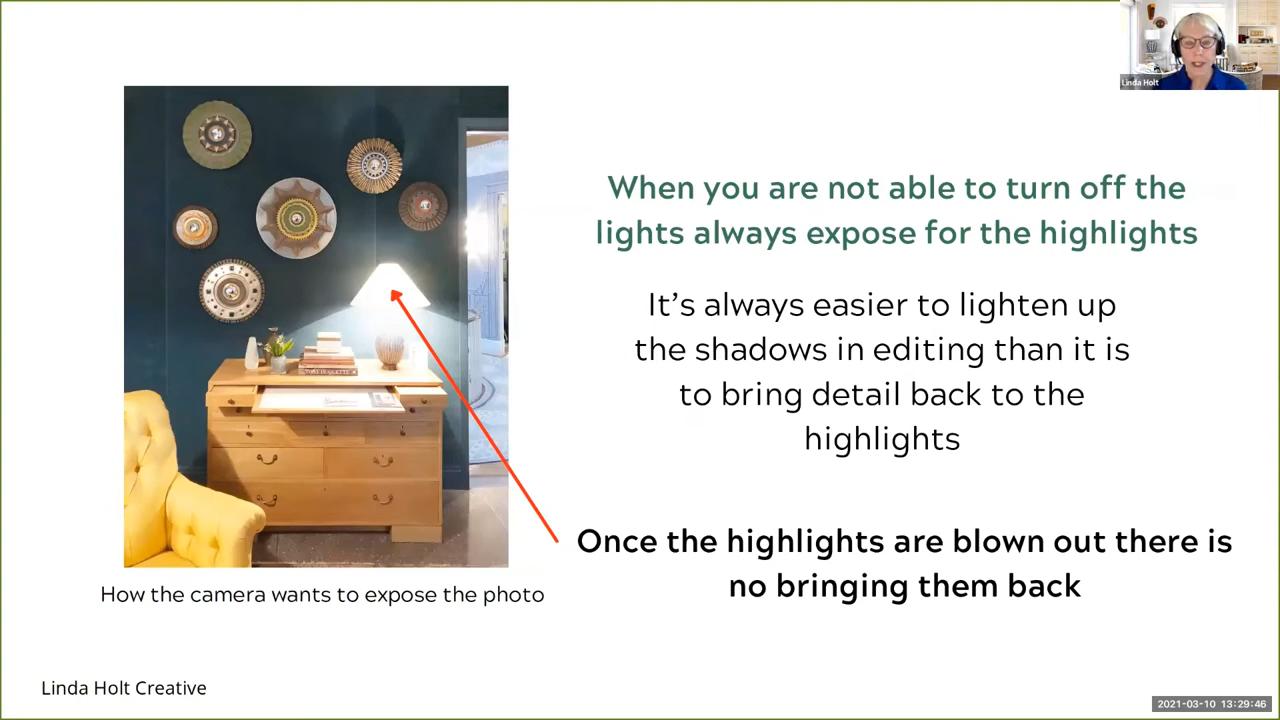 Linda Holt
When you are not able to turn off the
lights always expose for the highlights
It's always easier to lighten up
the shadows in editing than it is
to bring detail back to the
highlights
Once the highlights are blown out there is
no bringing them back
How the camera wants to expose the photo
Linda Holt Creative
2021-03-10 13:29:46